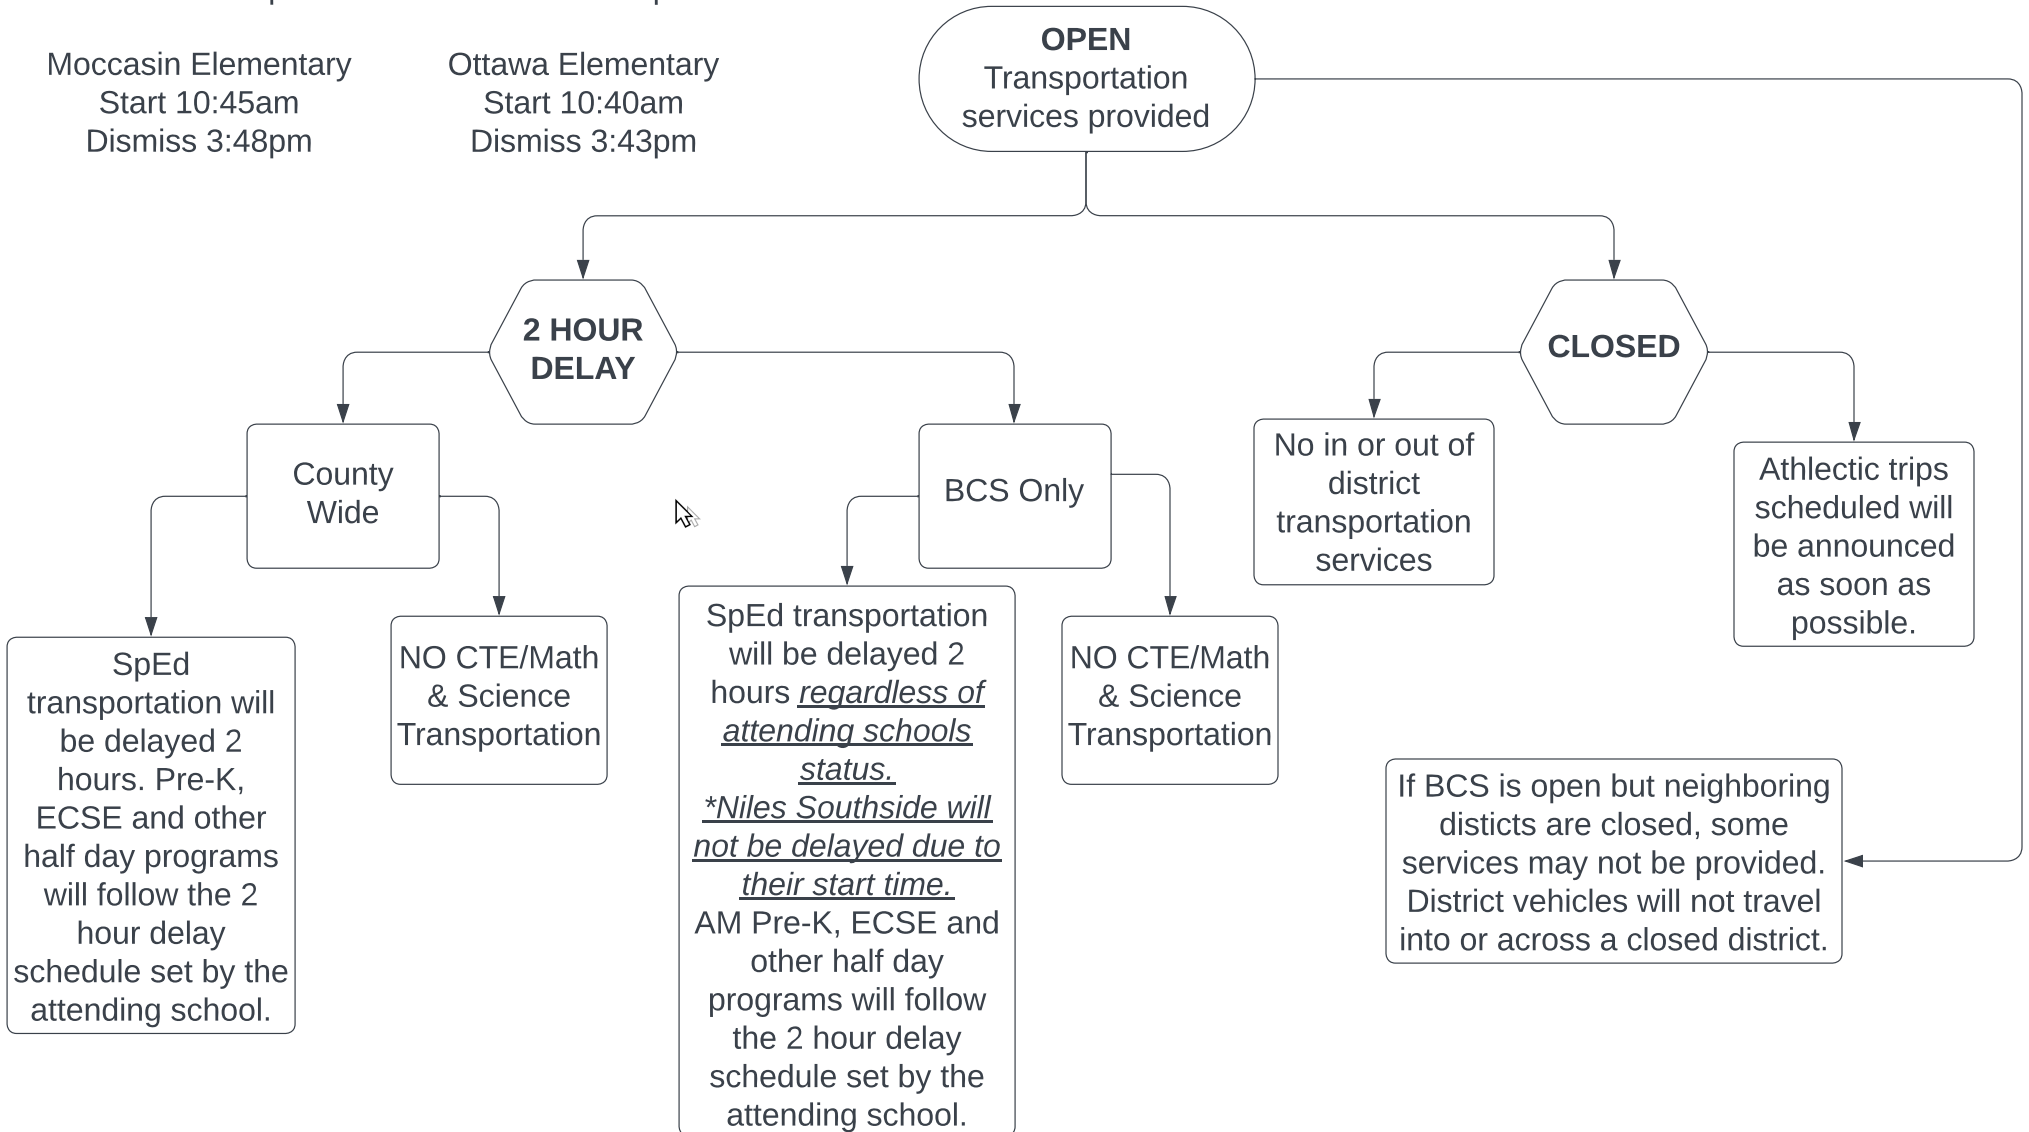 Moccasin Elementary
Start 10:45am
Dismiss 3:48pm
Ottawa Elementary
Start 10:40am
Dismiss 3:43pm
OPEN
Transportation
services provided
2 HOUR
DELAY
CLOSED
County
Wide
BCS Only
No in or out of
district
transportation
services
Athlectic trips
scheduled will
be announced
as soon as
possible.
SpEd
transportation will
be delayed 2
hours. Pre-K,
ECSE and other
half day programs
will follow the 2
hour delay
schedule set by the
attending school.
NO CTE/Math
& Science
Transportation
SpEd transportation
will be delayed 2
hours regardless of
attending schools
status.
*Niles Southside will
not be delayed due to
their start time.
AM Pre-K, ECSE and
other half day
programs will follow
the 2 hour delay
schedule set by the
attending school.
NO CTE/Math
& Science
Transportation
If BCS is open but neighboring
disticts are closed, some
services may not be provided.
District vehicles will not travel
into or across a closed district.